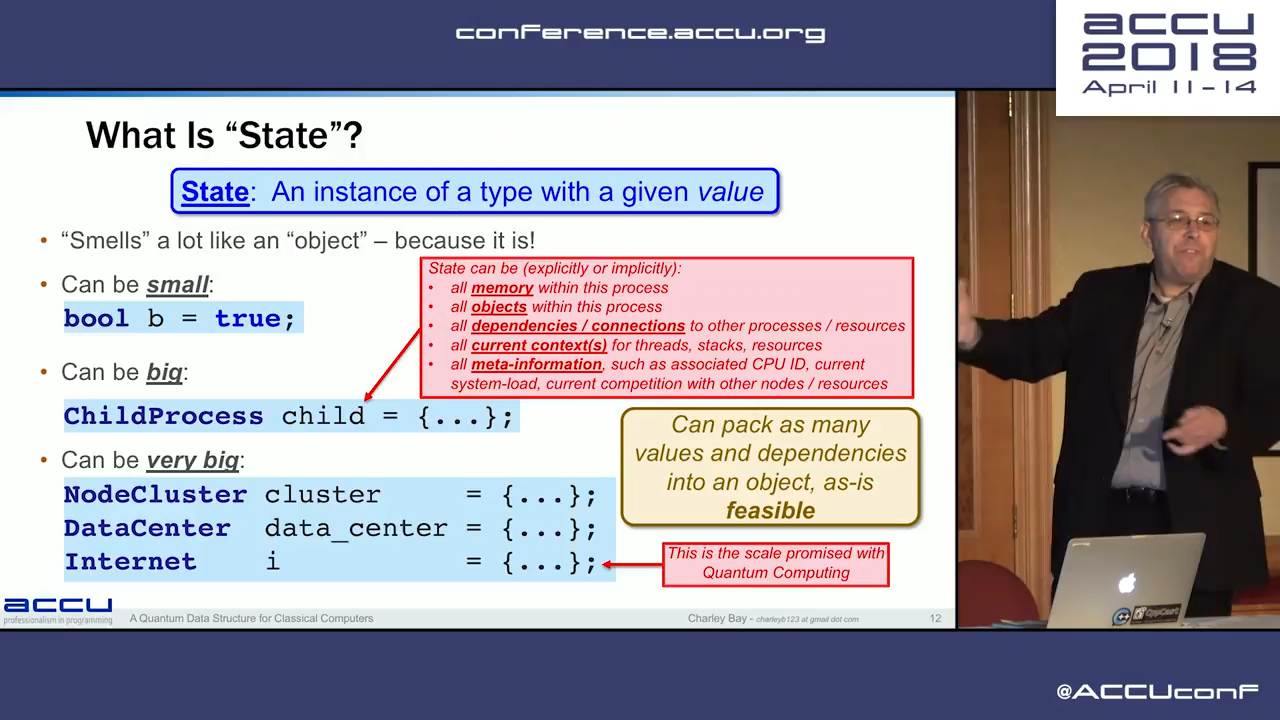 conference.accu.org
accu
2018
April 11-14
What Is “State”?
State: An instance of a type with a given value
• “Smells” a lot like an “object” – because it is!
• Can be small:
bool b = true;
State can be (explicitly or implicitly):
• all memory within this process
• all objects within this process
• all dependencies / connections to other processes / resources
• all current context(s) for threads, stacks, resources
• all meta-information, such as associated CPU ID, current
system-load, current competition with other nodes / resources
• Can be big:
ChildProcess child = {...};
Can pack as many
values and dependencies
into an object, as-is
feasible
• Can be very big:
NodeCluster cluster = {...};
DataCenter data_center = {...};
Internet i = {...};
This is the scale promised with
Quantum Computing
accu
professionalism in programming
A Quantum Data Structure for Classical Computers
Charley Bay - charleyb123 at gmail dot com
12
CppCast
@ACCUconf